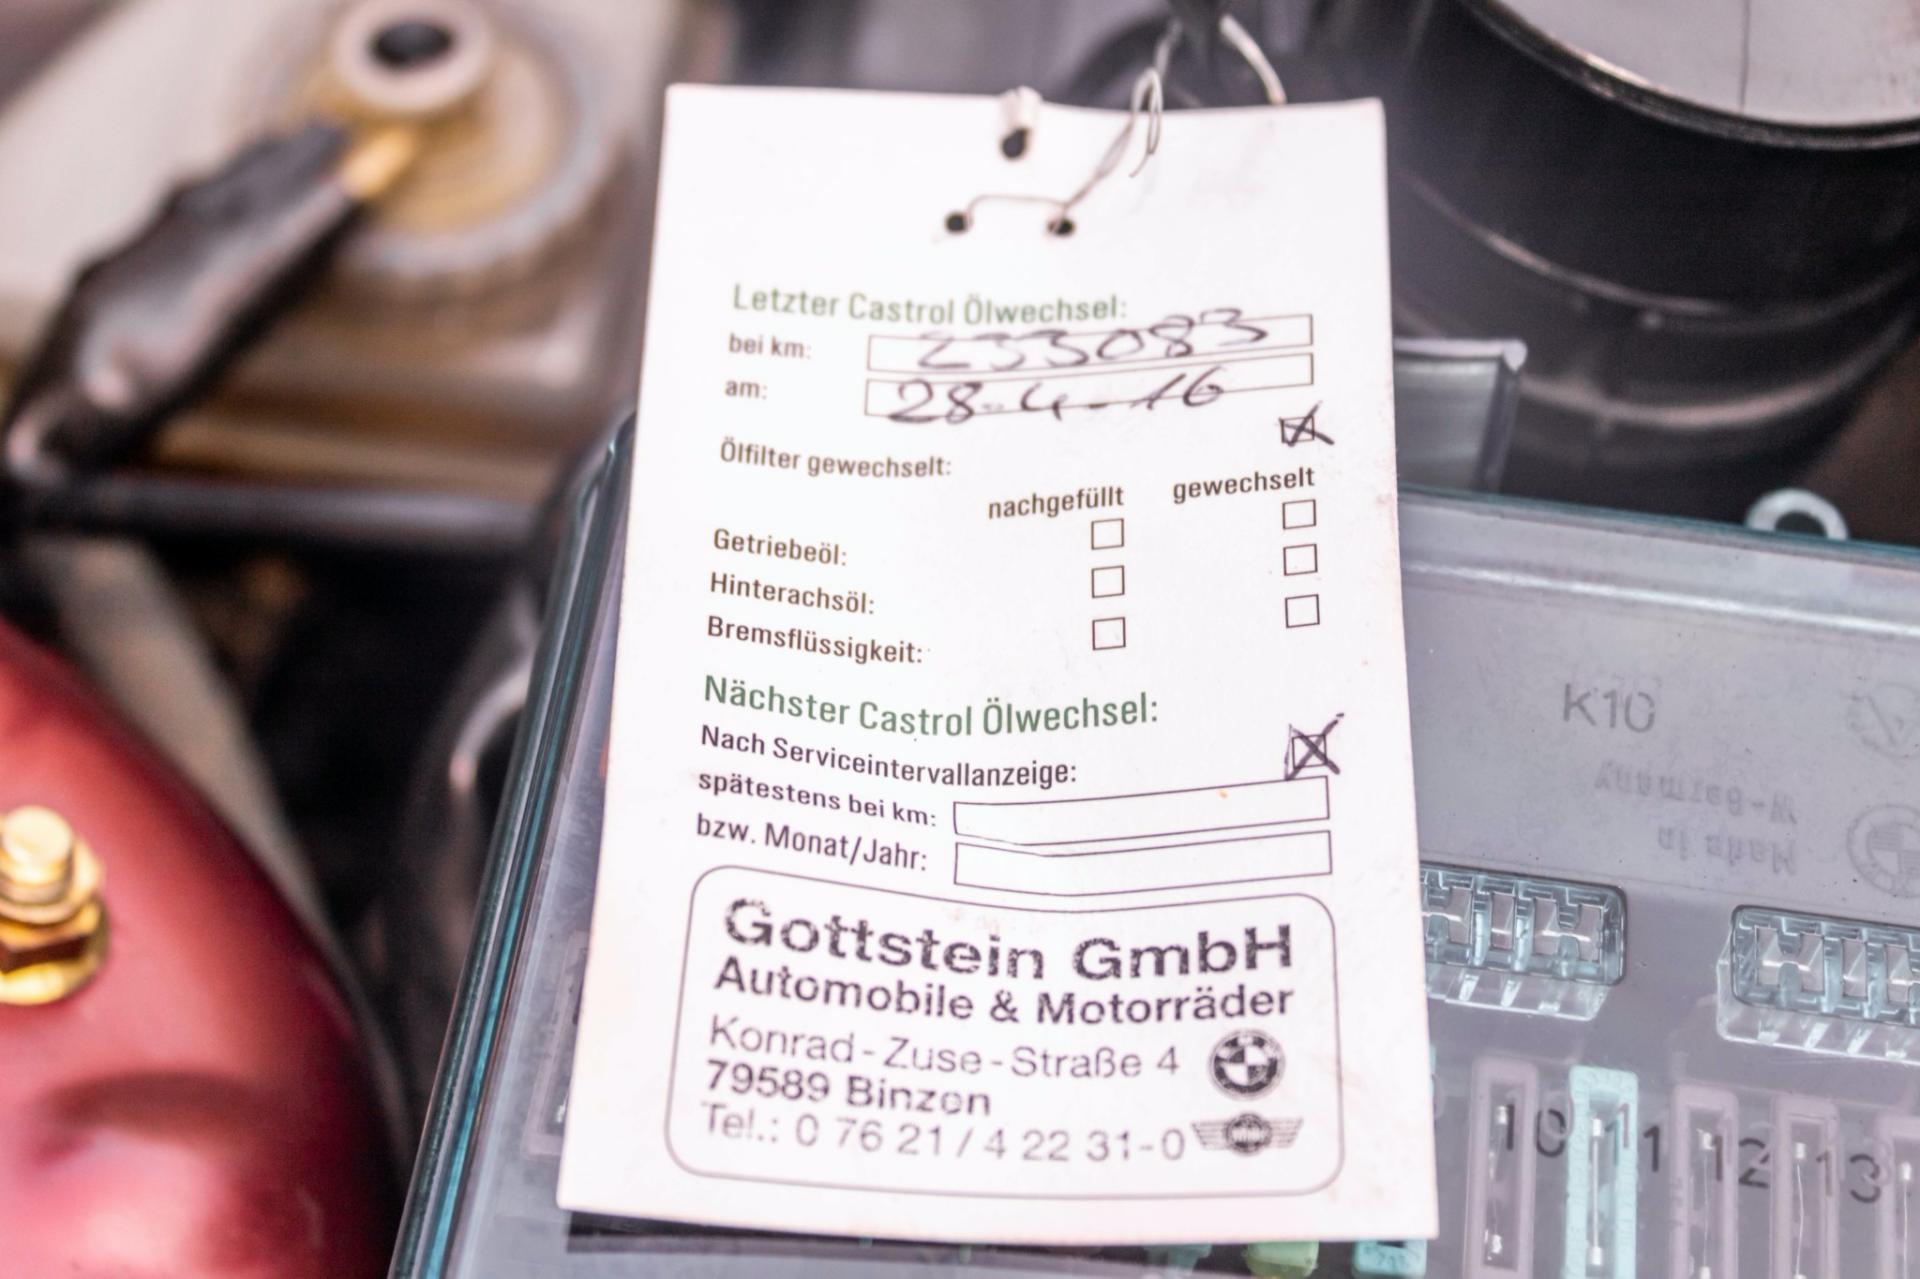 Letzter Castrol Ölwechsel:
bei km: 233083
am: 28-4-16
Ölfilter gewechselt:
nachgefüllt gewechselt
Getriebeöl:
Hinterachsöl:
Bremsflüssigkeit:
Nächster Castrol Ölwechsel:
Nach Serviceintervallanzeige:
spätestens bei km:
bzw. Monat/Jahr:
Gottstein GmbH
Automobile & Motorräder
Konrad-Zuse-Straße 4
79589 Binzen
Tel.: 0 76 21 / 4 22 31-0
K10
Made in
W-Germany
10 11 12 13